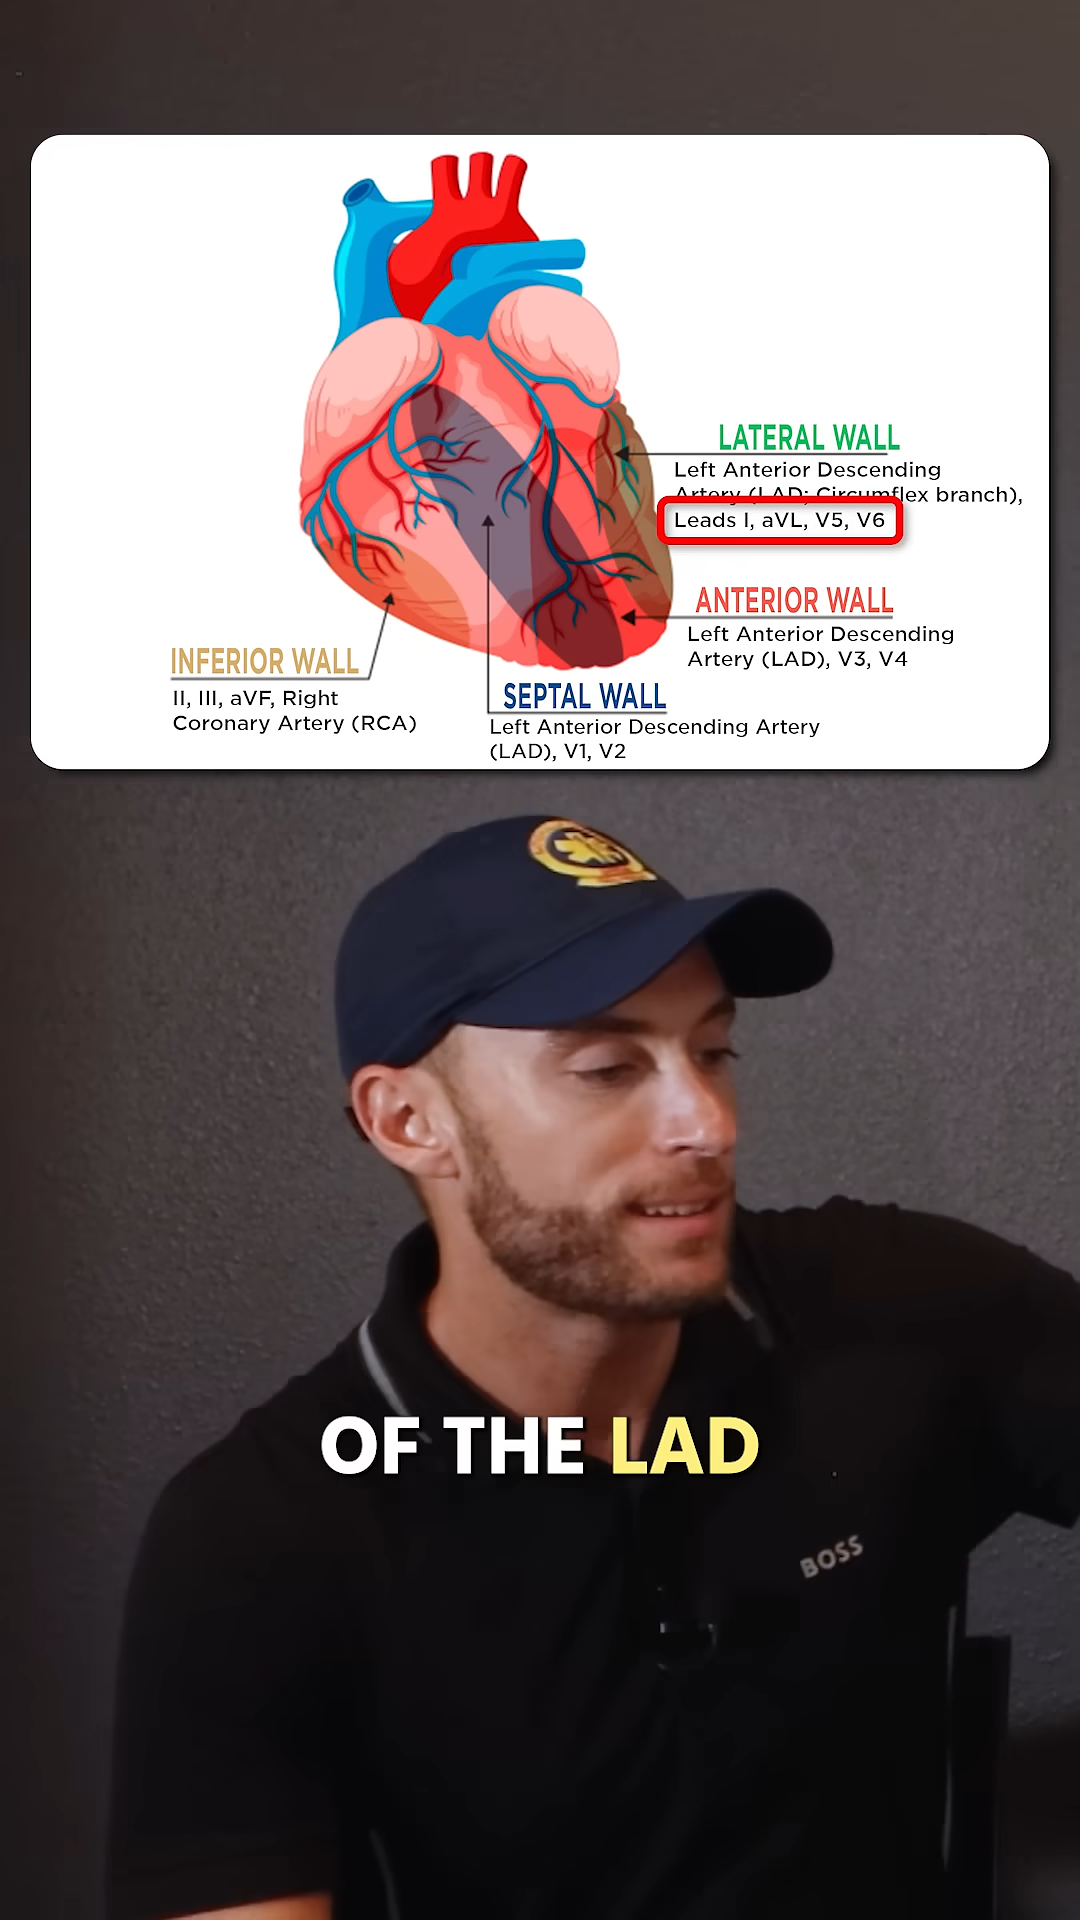 LATERAL WALL
Left Anterior Descending
Artery (LAD; Circumflex branch),
Leads I, aVL, V5, V6
ANTERIOR WALL
Left Anterior Descending
Artery (LAD), V3, V4
INFERIOR WALL
II, III, aVF, Right
Coronary Artery (RCA)
SEPTAL WALL
Left Anterior Descending Artery
(LAD), V1, V2
OF THE LAD
BOSS